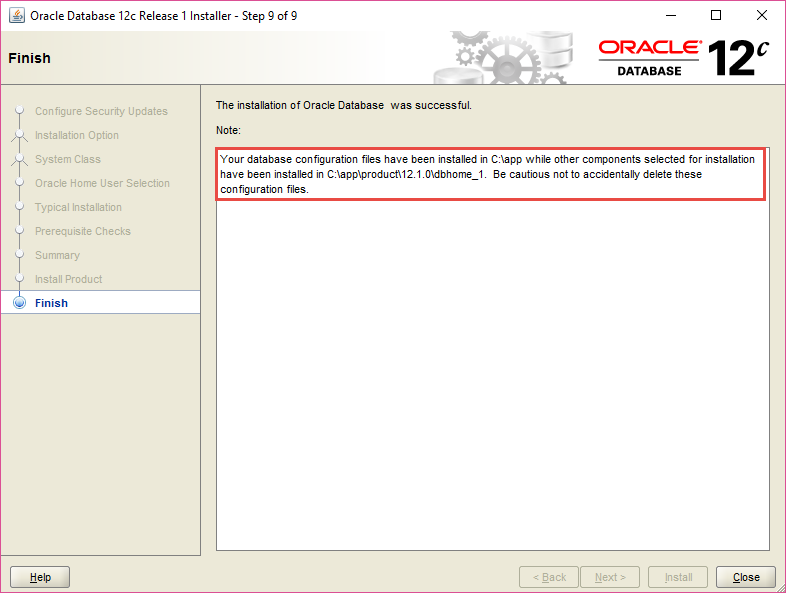 Oracle Database 12c Release 1 Installer - Step 9 of 9
Finish
ORACLE®
DATABASE
12c
Configure Security Updates
Installation Option
System Class
Oracle Home User Selection
Typical Installation
Prerequisite Checks
Summary
Install Product
Finish
The installation of Oracle Database  was successful.
Note:
Your database configuration files have been installed in C:\app while other components selected for installation
have been installed in C:\app\product\12.1.0\dbhome_1.  Be cautious not to accidentally delete these
configuration files.
Help
< Back
Next >
Install
Close